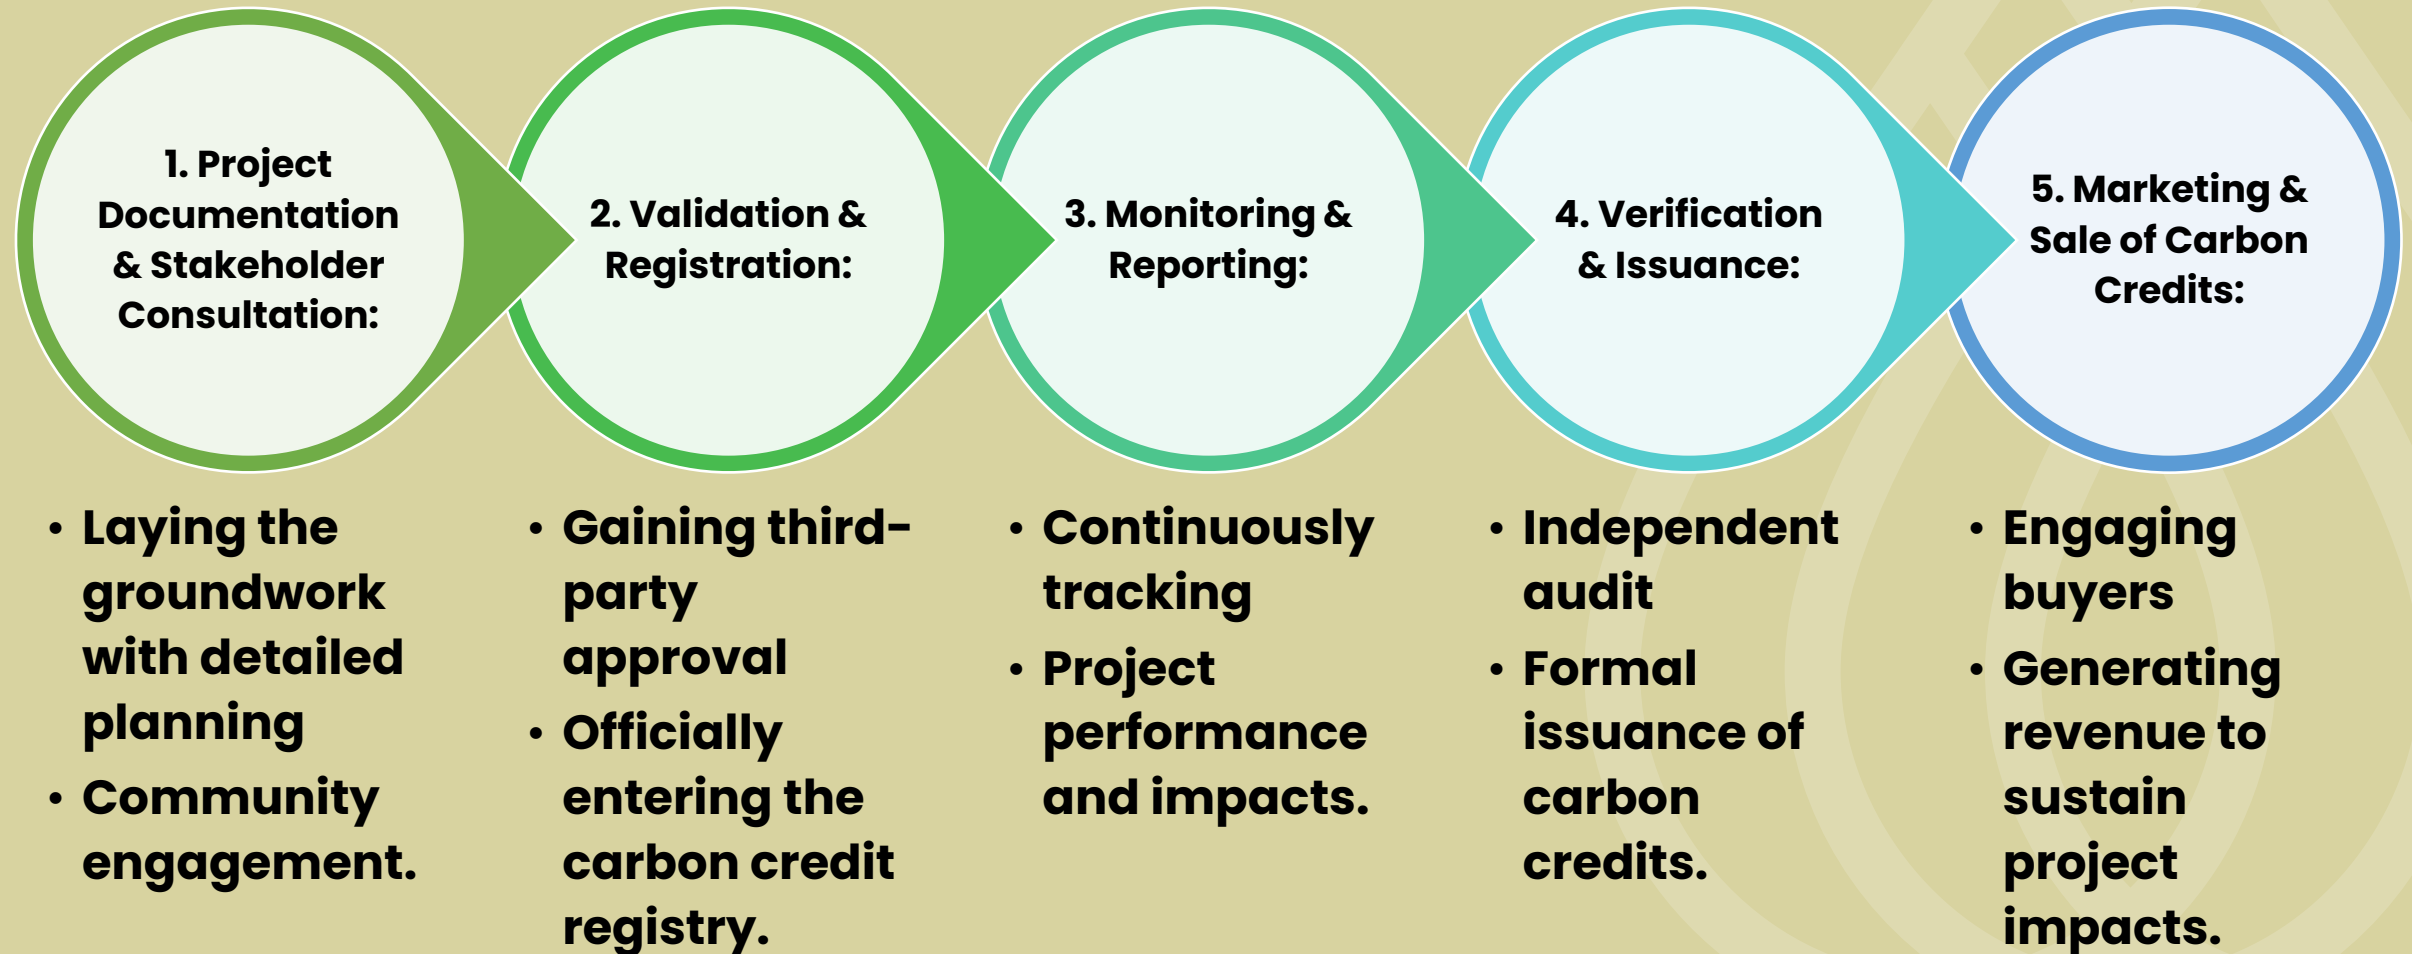 1. Project
Documentation
& Stakeholder
Consultation:
2. Validation &
Registration:
3. Monitoring &
Reporting:
4. Verification
& Issuance:
5. Marketing &
Sale of Carbon
Credits:
• Laying the
groundwork
with detailed
planning
• Community
engagement.
• Gaining third-
party
approval
• Officially
entering the
carbon credit
registry.
• Continuously
tracking
• Project
performance
and impacts.
• Independent
audit
• Formal
issuance of
carbon
credits.
• Engaging
buyers
• Generating
revenue to
sustain
project
impacts.